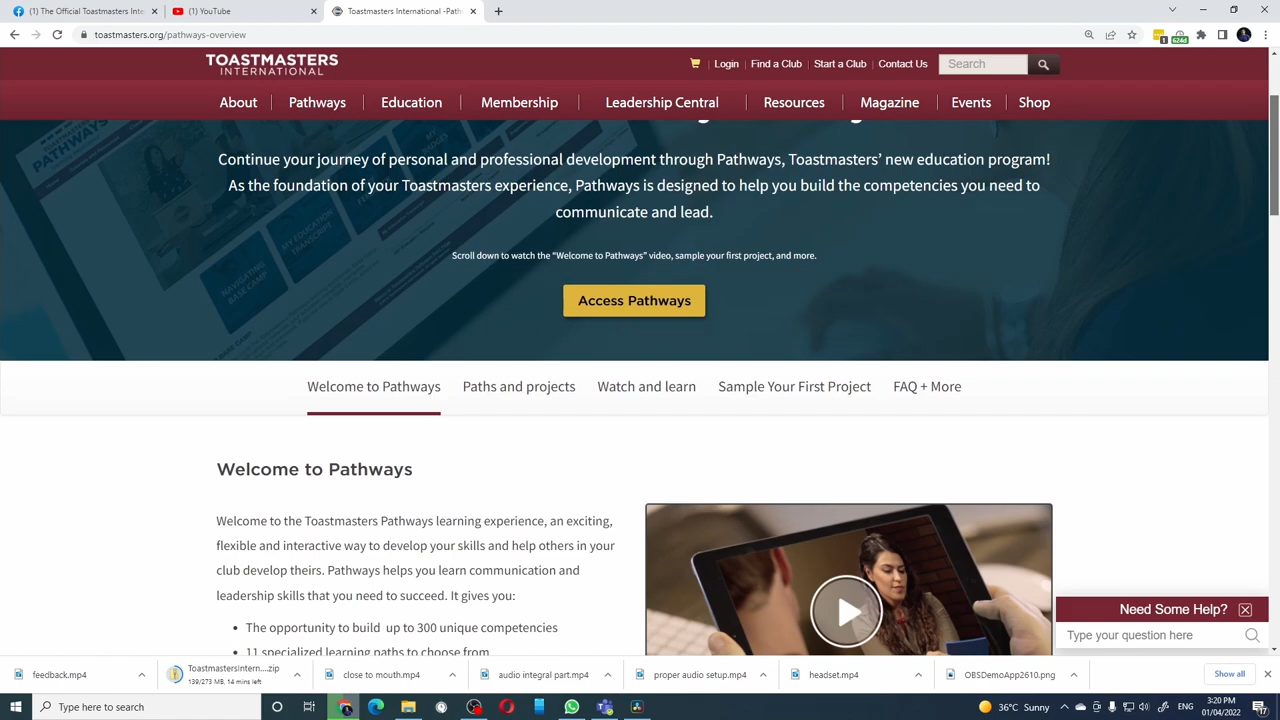 (1) The Official Toastmasters Inte
(1) YouTube
Toastmasters International -Path
toastmasters.org/pathways-overview
1
624d
TOASTMASTERS
INTERNATIONAL
Login
Find a Club
Start a Club
Contact Us
Search
About
Pathways
Education
Membership
Leadership Central
Resources
Magazine
Events
Shop
PATHWAYS
MY EDUCATION TRANSCRIPT
NAVIGATING BASE CAMP
Continue your journey of personal and professional development through Pathways, Toastmasters’ new education program!
As the foundation of your Toastmasters experience, Pathways is designed to help you build the competencies you need to
communicate and lead.
Scroll down to watch the “Welcome to Pathways” video, sample your first project, and more.
Access Pathways
Welcome to Pathways
Paths and projects
Watch and learn
Sample Your First Project
FAQ + More
Welcome to Pathways
Welcome to the Toastmasters Pathways learning experience, an exciting,
flexible and interactive way to develop your skills and help others in your
club develop theirs. Pathways helps you learn communication and
leadership skills that you need to succeed. It gives you:
• The opportunity to build up to 300 unique competencies
• 11 specialized learning paths to choose from
Need Some Help?
Type your question here
feedback.mp4
ToastmastersIntern....zip
139/273 MB, 14 mins left
close to mouth.mp4
audio integral part.mp4
proper audio setup.mp4
headset.mp4
OBSDemoApp2610.png
Show all
Type here to search
36°C Sunny
ENG
3:20 PM
01/04/2022
17